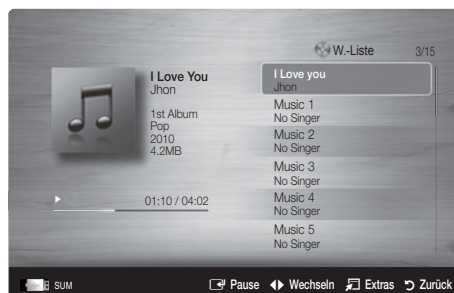 W.-Liste 3/15
I Love You
Jhon
1st Album
Pop
2010
4.2MB
01:10 / 04:02
I Love you
Jhon
Music 1
No Singer
Music 2
No Singer
Music 3
No Singer
Music 4
No Singer
Music 5
No Singer
SUM Pause Wechseln Extras Zurück